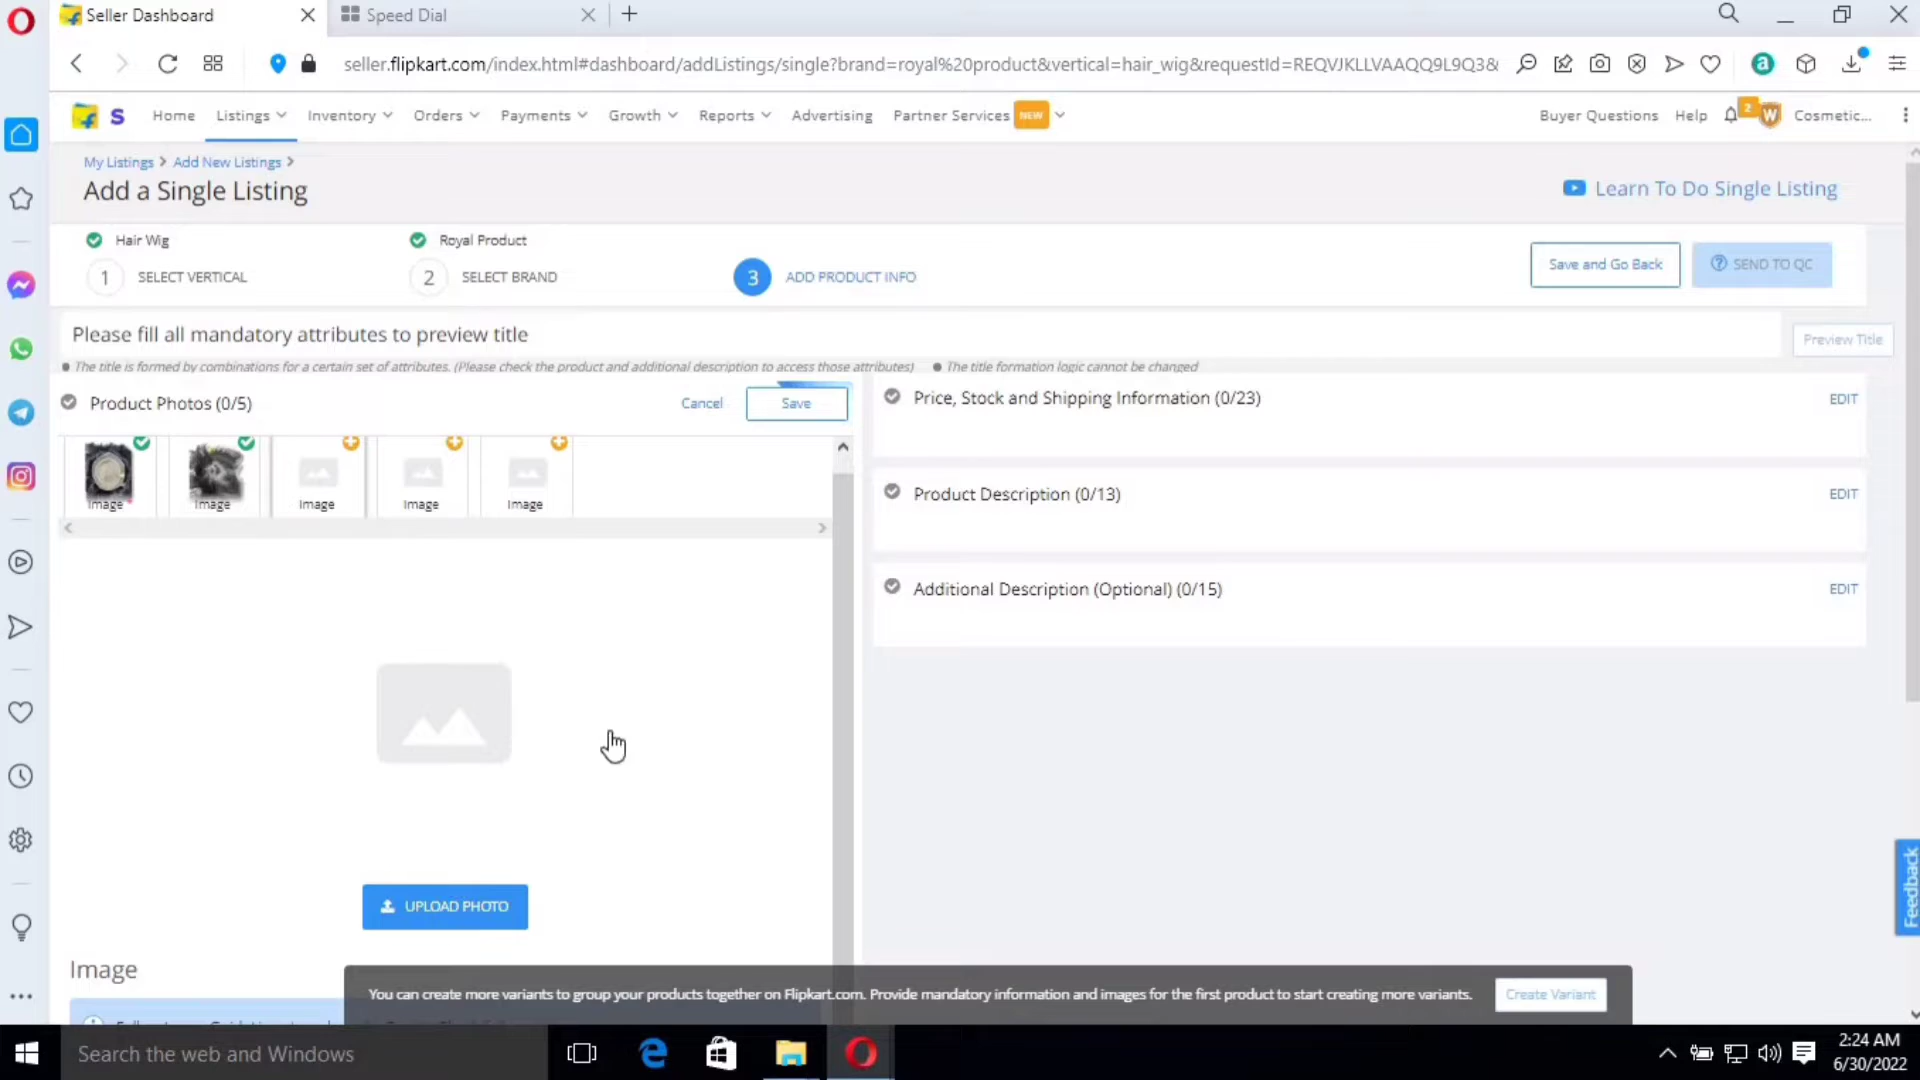 Seller Dashboard
Speed Dial
seller.flipkart.com/index.html#dashboard/addListings/single?brand=royal%20product&vertical=hair_wig&requestId=REQVJKLLVAAQQ9L9Q3&
Home
Listings
Inventory
Orders
Payments
Growth
Reports
Advertising
Partner Services NEW
Buyer Questions
Help
2
W
Cosmetic...
My Listings > Add New Listings >
Add a Single Listing
Learn To Do Single Listing
Hair Wig
Royal Product
1 SELECT VERTICAL
2 SELECT BRAND
3 ADD PRODUCT INFO
Save and Go Back
SEND TO QC
Please fill all mandatory attributes to preview title
Preview Title
The title is formed by combinations for a certain set of attributes. (Please check the product and additional description to access those attributes)
The title formation logic cannot be changed
Product Photos (0/5)
Cancel
Save
Image *
Image
Image
Image
Image
UPLOAD PHOTO
Image
Price, Stock and Shipping Information (0/23)
EDIT
Product Description (0/13)
EDIT
Additional Description (Optional) (0/15)
EDIT
Feedback
You can create more variants to group your products together on Flipkart.com. Provide mandatory information and images for the first product to start creating more variants.
Create Variant
Search the web and Windows
2:24 AM
6/30/2022